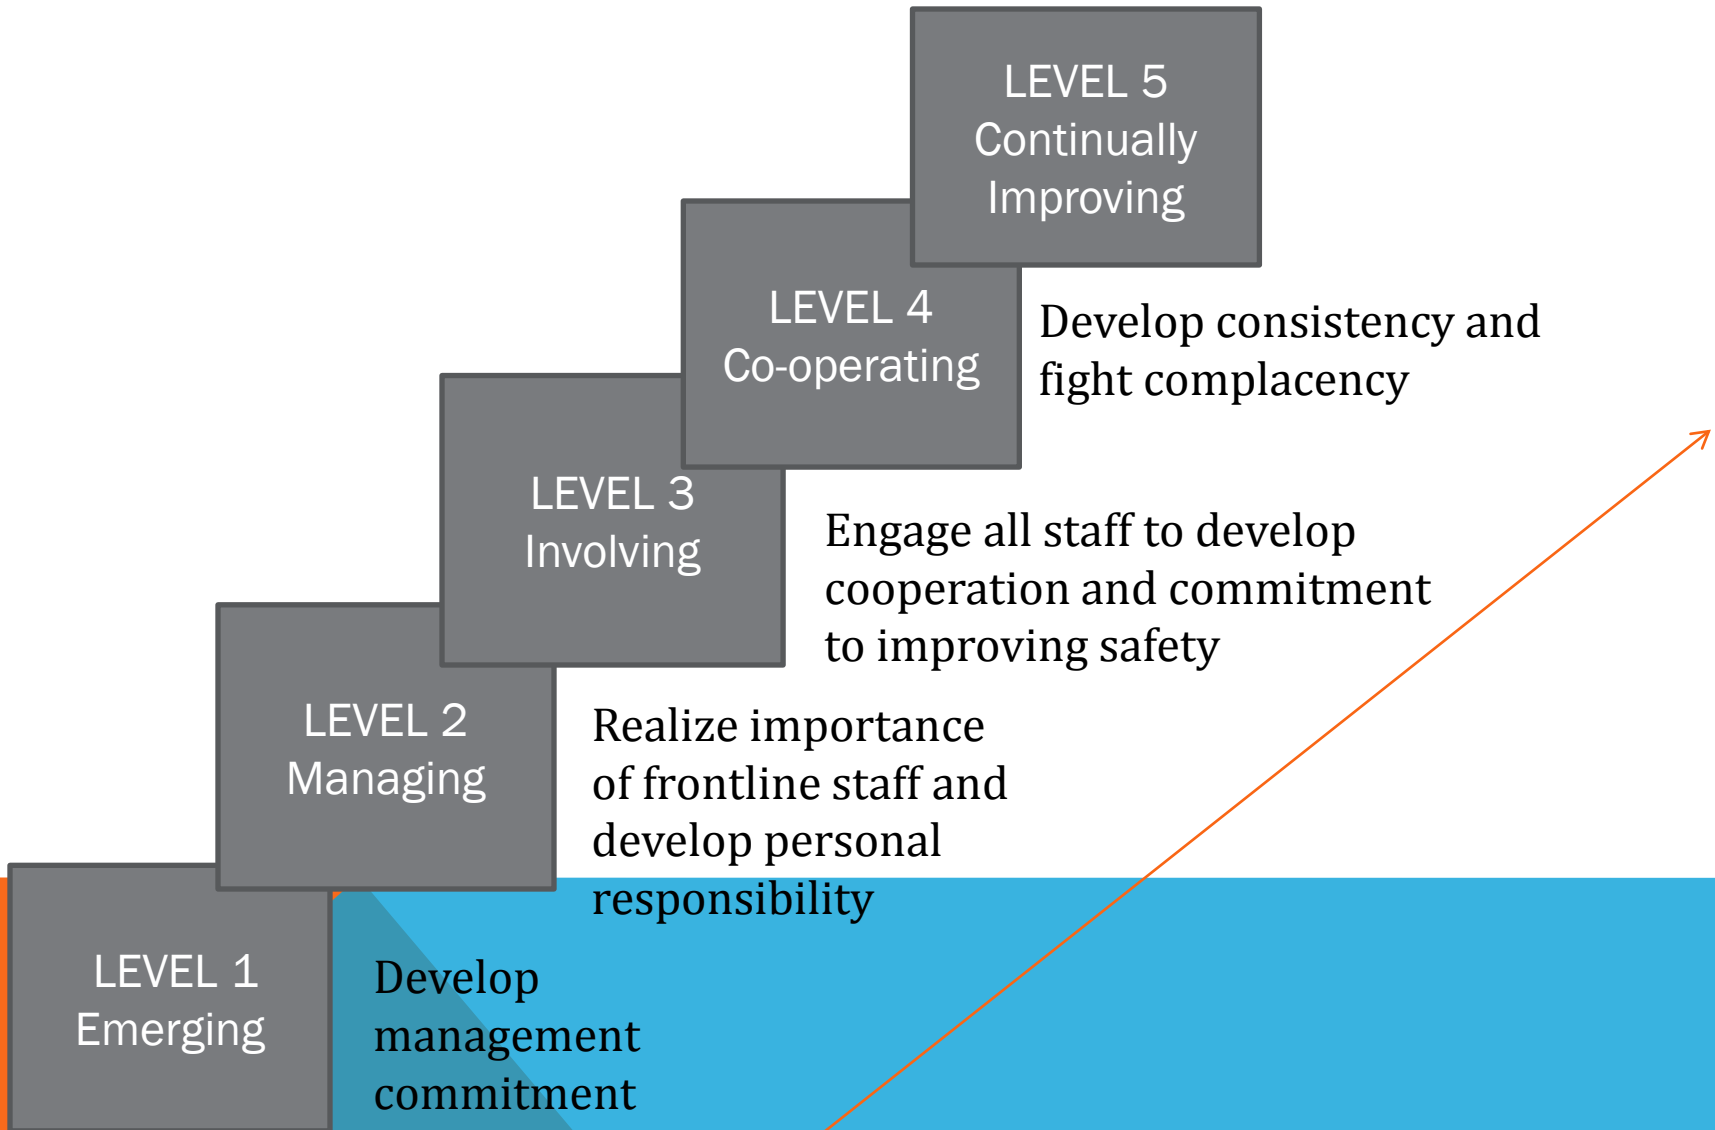 LEVEL 5
Continually
Improving
LEVEL 4
Co-operating
Develop consistency and
fight complacency
LEVEL 3
Involving
Engage all staff to develop
cooperation and commitment
to improving safety
LEVEL 2
Managing
Realize importance
of frontline staff and
develop personal
responsibility
LEVEL 1
Emerging
Develop
management
commitment